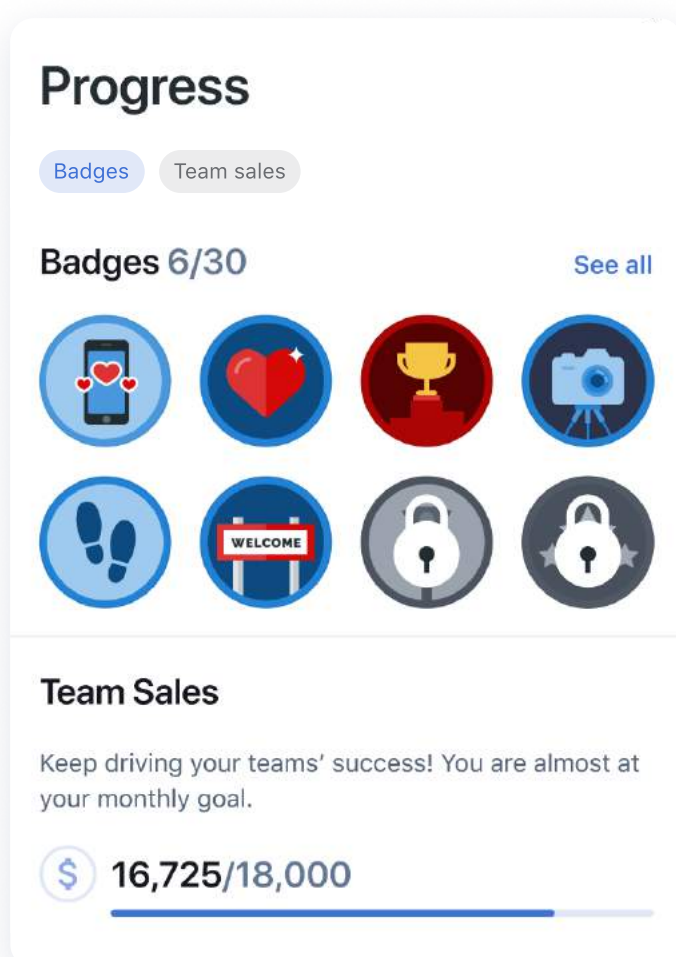 Progress
Badges Team sales
Badges 6/30 See all
WELCOME
Team Sales
Keep driving your teams’ success! You are almost at
your monthly goal.
$ 16,725/18,000